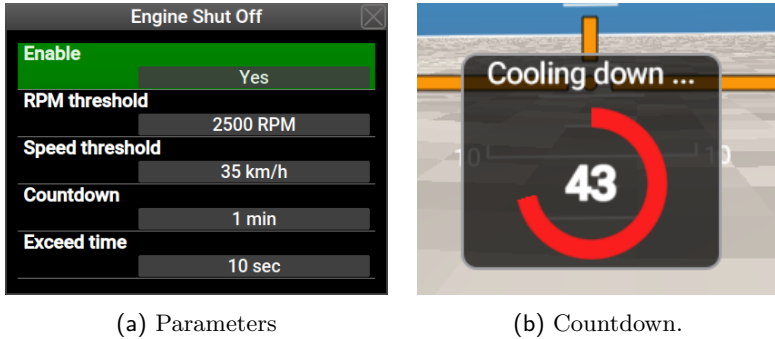 Engine Shut Off
Enable
Yes
RPM threshold
2500 RPM
Speed threshold
35 km/h
Countdown
1 min
Exceed time
10 sec
(a) Parameters
Cooling down ...
10 10
43
(b) Countdown.